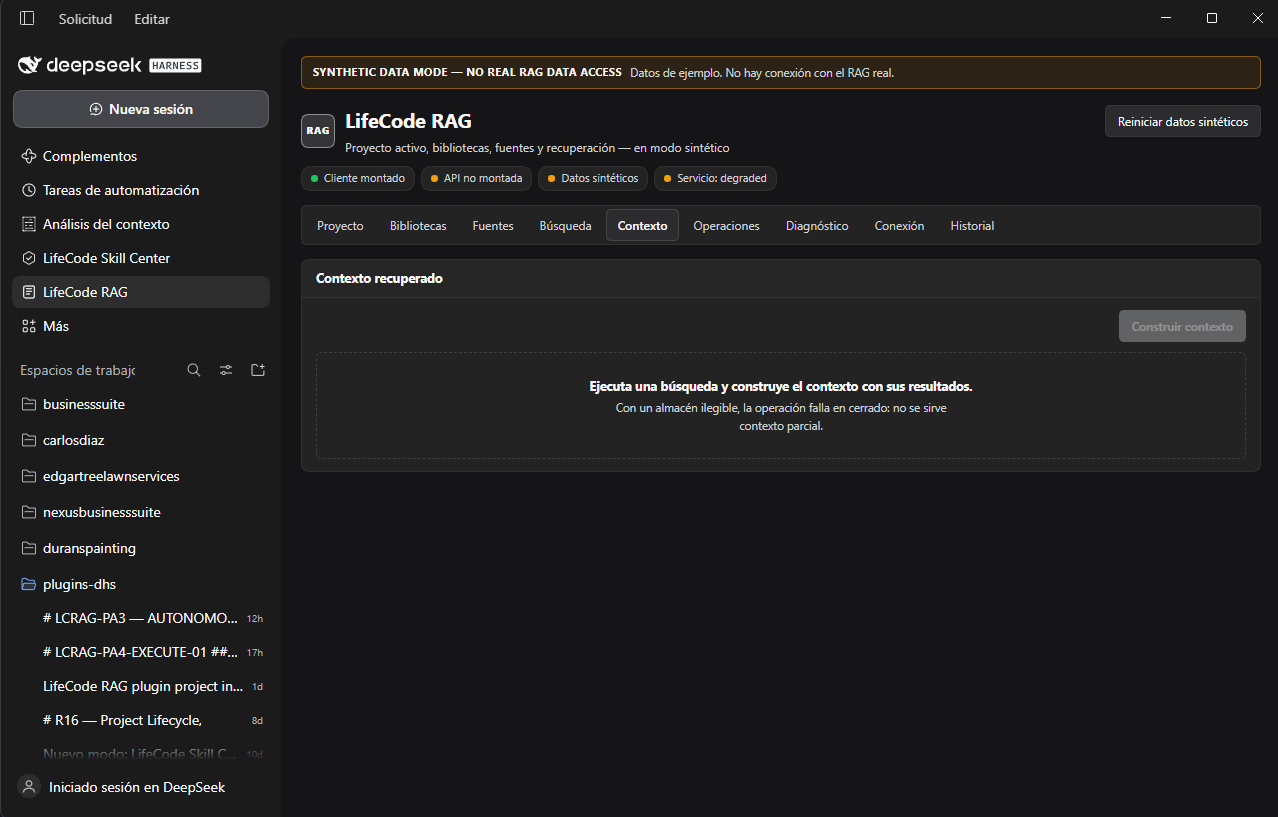 Solicitud Editar
deepseek HARNESS
Nueva sesión
Complementos
Tareas de automatización
Análisis del contexto
LifeCode Skill Center
LifeCode RAG
Más
Espacios de trabajo
businesssuite
carlosdiaz
edgartreelawnservices
nexusbusinesssuite
duranspainting
plugins-dhs
# LCRAG-PA3 — AUTONOMO... 12h
# LCRAG-PA4-EXECUTE-01 ##... 17h
LifeCode RAG plugin project in... 1d
# R16 — Project Lifecycle, 8d
Nuevo modo: LifeCode Skill C... 10d
Iniciado sesión en DeepSeek
SYNTHETIC DATA MODE — NO REAL RAG DATA ACCESS Datos de ejemplo. No hay conexión con el RAG real.
RAG
LifeCode RAG
Proyecto activo, bibliotecas, fuentes y recuperación — en modo sintético
Reiniciar datos sintéticos
Cliente montado API no montada Datos sintéticos Servicio: degraded
Proyecto Bibliotecas Fuentes Búsqueda Contexto Operaciones Diagnóstico Conexión Historial
Contexto recuperado
Construir contexto
Ejecuta una búsqueda y construye el contexto con sus resultados.
Con un almacén ilegible, la operación falla en cerrado: no se sirve
contexto parcial.